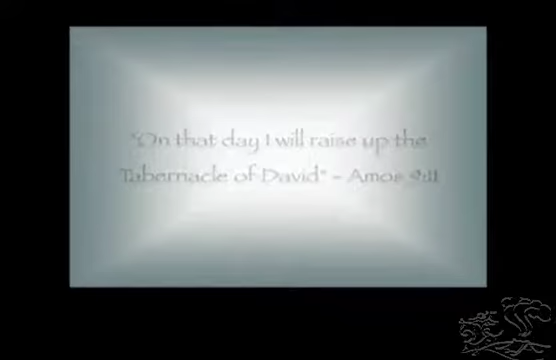 "On that day I will raise up the
Tabernacle of David" - Amos 9:11